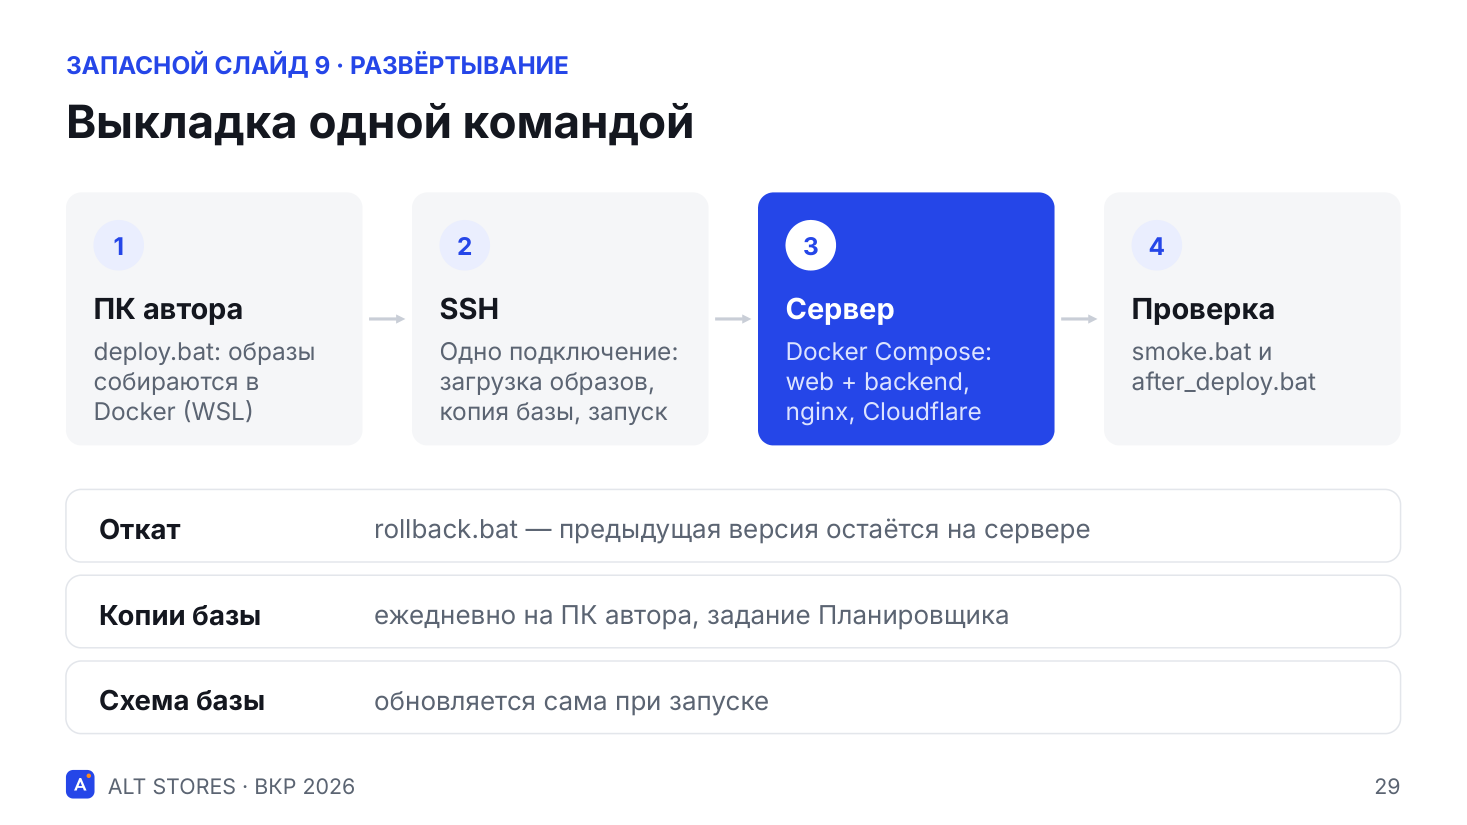 ЗАПАСНОЙ СЛАЙД 9 · РАЗВЁРТЫВАНИЕ
Выкладка одной командой
1
ПК автора
deploy.bat: образы
собираются в
Docker (WSL)
2
SSH
Одно подключение:
загрузка образов,
копия базы, запуск
3
Сервер
Docker Compose:
web + backend,
nginx, Cloudflare
4
Проверка
smoke.bat и
after_deploy.bat
Откат
rollback.bat — предыдущая версия остаётся на сервере
Копии базы
ежедневно на ПК автора, задание Планировщика
Схема базы
обновляется сама при запуске
A ALT STORES · ВКР 2026
29